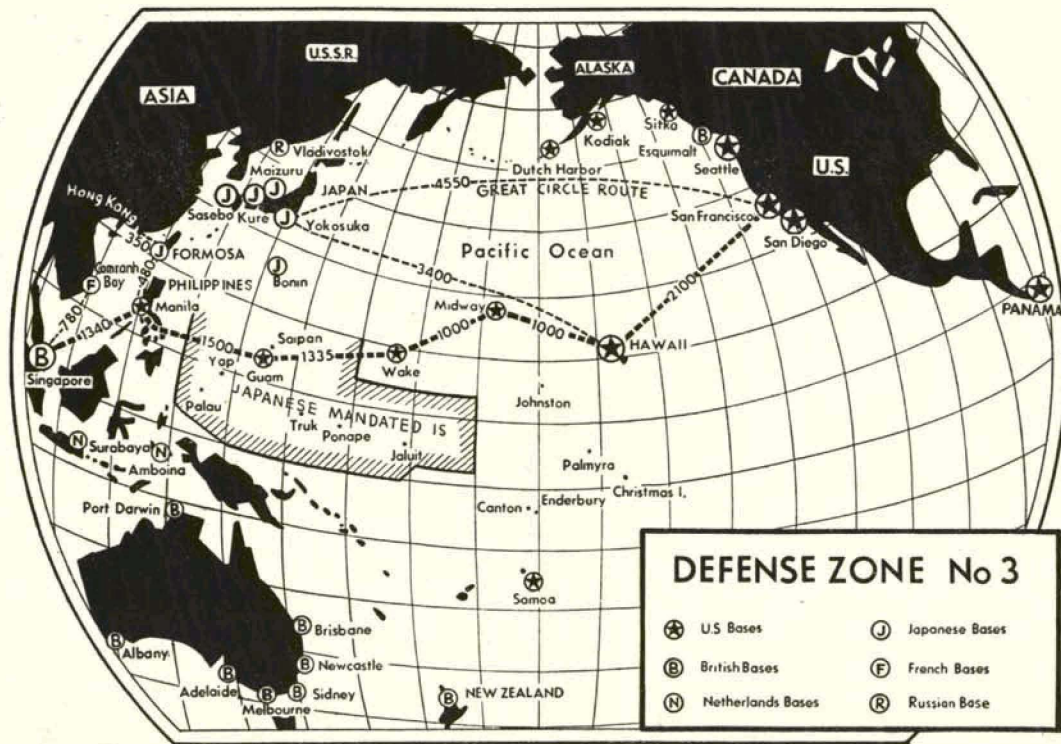 U.S.S.R.
ASIA
ALASKA
CANADA
Sitka
B
Kodiak
Esquimalt
R
Vladivostok
Dutch Harbor
Seattle
U.S.
Maizuru
J J J
JAPAN
4550
GREAT CIRCLE ROUTE
Sasebo
Kure
San Francisco
J
Yokosuka
San Diego
Hong Kong
350
J
FORMOSA
Pacific Ocean
Camranh
Bay
480
J
Bonin
3400
2100
F
PHILIPPINES
PANAMA
780
1340
Manila
Midway
1000
1000
1500
Saipan
1335
HAWAII
B
Yap
Guam
Wake
Singapore
JAPANESE MANDATED IS
Palau
Truk
Ponape
Johnston
N
Surabaya
N
Amboina
Jaluit
Palmyra
Christmas I.
Enderbury
Canton
Port Darwin
B
DEFENSE ZONE No 3
U.S Bases
J Japanese Bases
B British Bases
F French Bases
N Netherlands Bases
R Russian Base
Samoa
B
Brisbane
B
Albany
B
Newcastle
B
Adelaide
B
Melbourne
B
Sidney
B
NEW ZEALAND